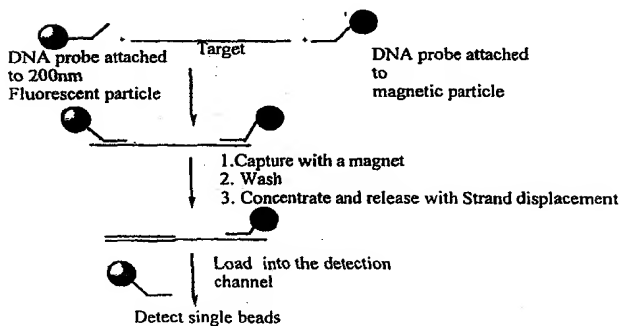 Target
DNA probe attached
to 200nm
Fluorescent particle
DNA probe attached
to
magnetic particle
1.Capture with a magnet
2. Wash
3. Concentrate and release with Strand displacement
Load into the detection
channel
Detect single beads